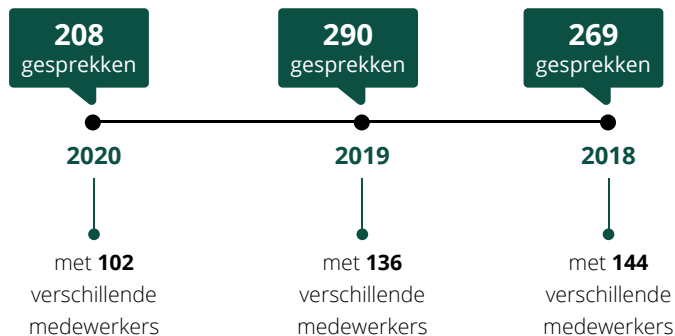 208
gesprekken
290
gesprekken
269
gesprekken
2020
2019
2018
met 102
verschillende
medewerkers
met 136
verschillende
medewerkers
met 144
verschillende
medewerkers